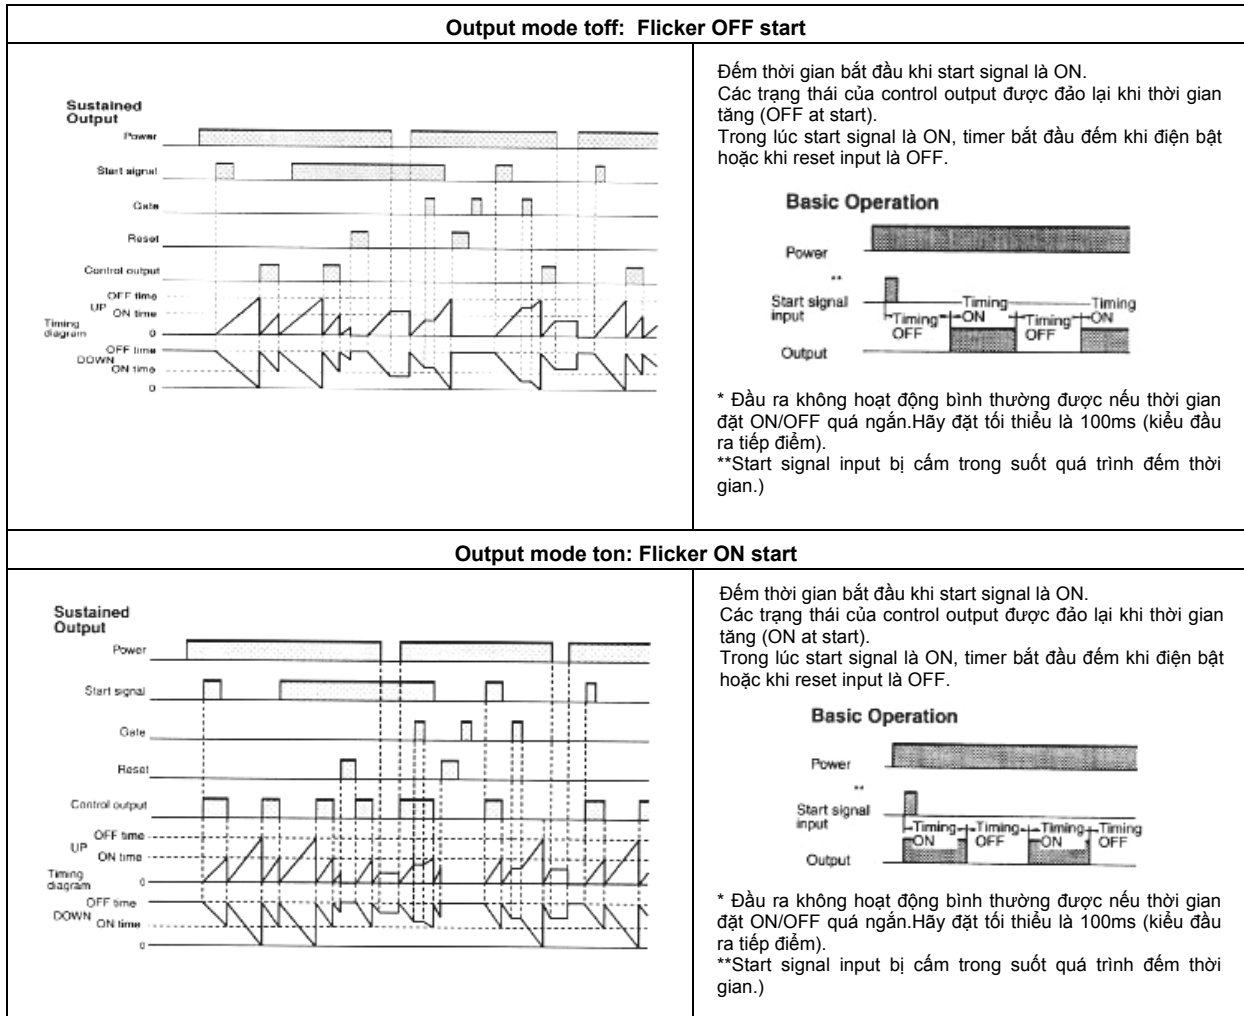 Output mode toff: Flicker OFF start
Sustained
Output
Power
Start signal
Gate
Reset
Control output
OFF time
UP
ON time
Timing
diagram
0
OFF time
DOWN
ON time
0
Đếm thời gian bắt đầu khi start signal là ON.
Các trạng thái của control output được đảo lại khi thời gian
tăng (OFF at start).
Trong lúc start signal là ON, timer bắt đầu đếm khi điện bật
hoặc khi reset input là OFF.
Basic Operation
Power
**
Start signal
input
Timing
ON
Timing
ON
Timing
OFF
Timing
OFF
Output
* Đầu ra không hoạt động bình thường được nếu thời gian
đặt ON/OFF quá ngắn.Hãy đặt tối thiểu là 100ms (kiểu đầu
ra tiếp điểm).
**Start signal input bị cấm trong suốt quá trình đếm thời
gian.)
Output mode ton: Flicker ON start
Sustained
Output
Power
Start signal
Gate
Reset
Control output
OFF time
UP
ON time
Timing
diagram
0
OFF time
DOWN
ON time
0
Đếm thời gian bắt đầu khi start signal là ON.
Các trạng thái của control output được đảo lại khi thời gian
tăng (ON at start).
Trong lúc start signal là ON, timer bắt đầu đếm khi điện bật
hoặc khi reset input là OFF.
Basic Operation
Power
**
Start signal
input
Timing
ON
Timing
OFF
Timing
ON
Timing
OFF
Output
* Đầu ra không hoạt động bình thường được nếu thời gian
đặt ON/OFF quá ngắn.Hãy đặt tối thiểu là 100ms (kiểu đầu
ra tiếp điểm).
**Start signal input bị cấm trong suốt quá trình đếm thời
gian.)